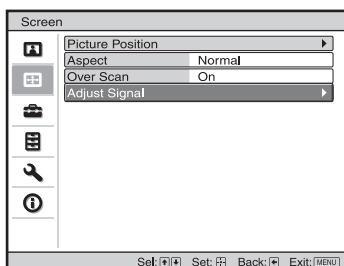 Screen
Picture Position
Aspect Normal
Over Scan On
Adjust Signal
Sel: Set: Back: Exit: MENU